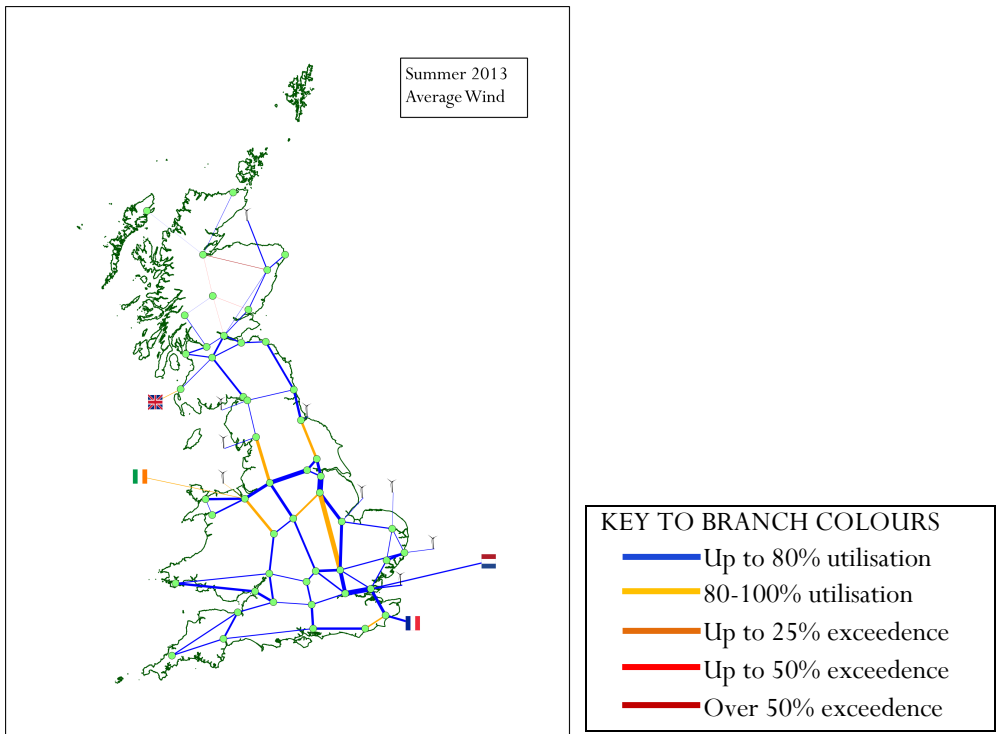 Summer 2013
Average Wind
KEY TO BRANCH COLOURS
Up to 80% utilisation
80-100% utilisation
Up to 25% exceedence
Up to 50% exceedence
Over 50% exceedence